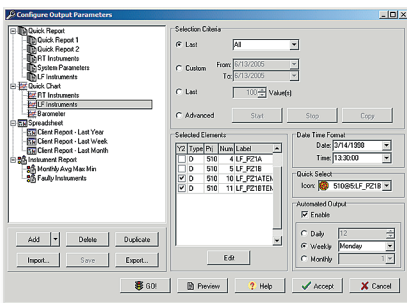 Configure Output Parameters
Quick Report
Quick Report 1
Quick Report 2
RT Instruments
System Parameters
LF Instruments
Quick Chart
RT Instruments
LF Instruments
Barometer
Spreadsheet
Client Report - Last Year
Client Report - Last Week
Client Report - Last Month
Instrument Report
Monthly Avg Max Min
Faulty Instruments
Add
Delete
Duplicate
Import...
Save
Export...
Selection Criteria
Last
All
Custom
From: 6/13/2005
To: 6/13/2005
Last
100
Value(s)
Advanced
Start
Stop
Copy
Selected Elements
Y2 Type Prj Num Label
D 510 4 LF_PZ1A
D 510 5 LF_PZ1B
D 510 10 LF_PZ1ATEM
D 510 11 LF_PZ1BTEM
Edit
Date Time Format
Date: 3/14/1998
Time: 13:30:00
Quick Select
Icon: 510@5:LF_PZ1B
Automated Output
Enable
Daily 12
Weekly Monday
Monthly 1
GO!
Preview
Help
Accept
Cancel